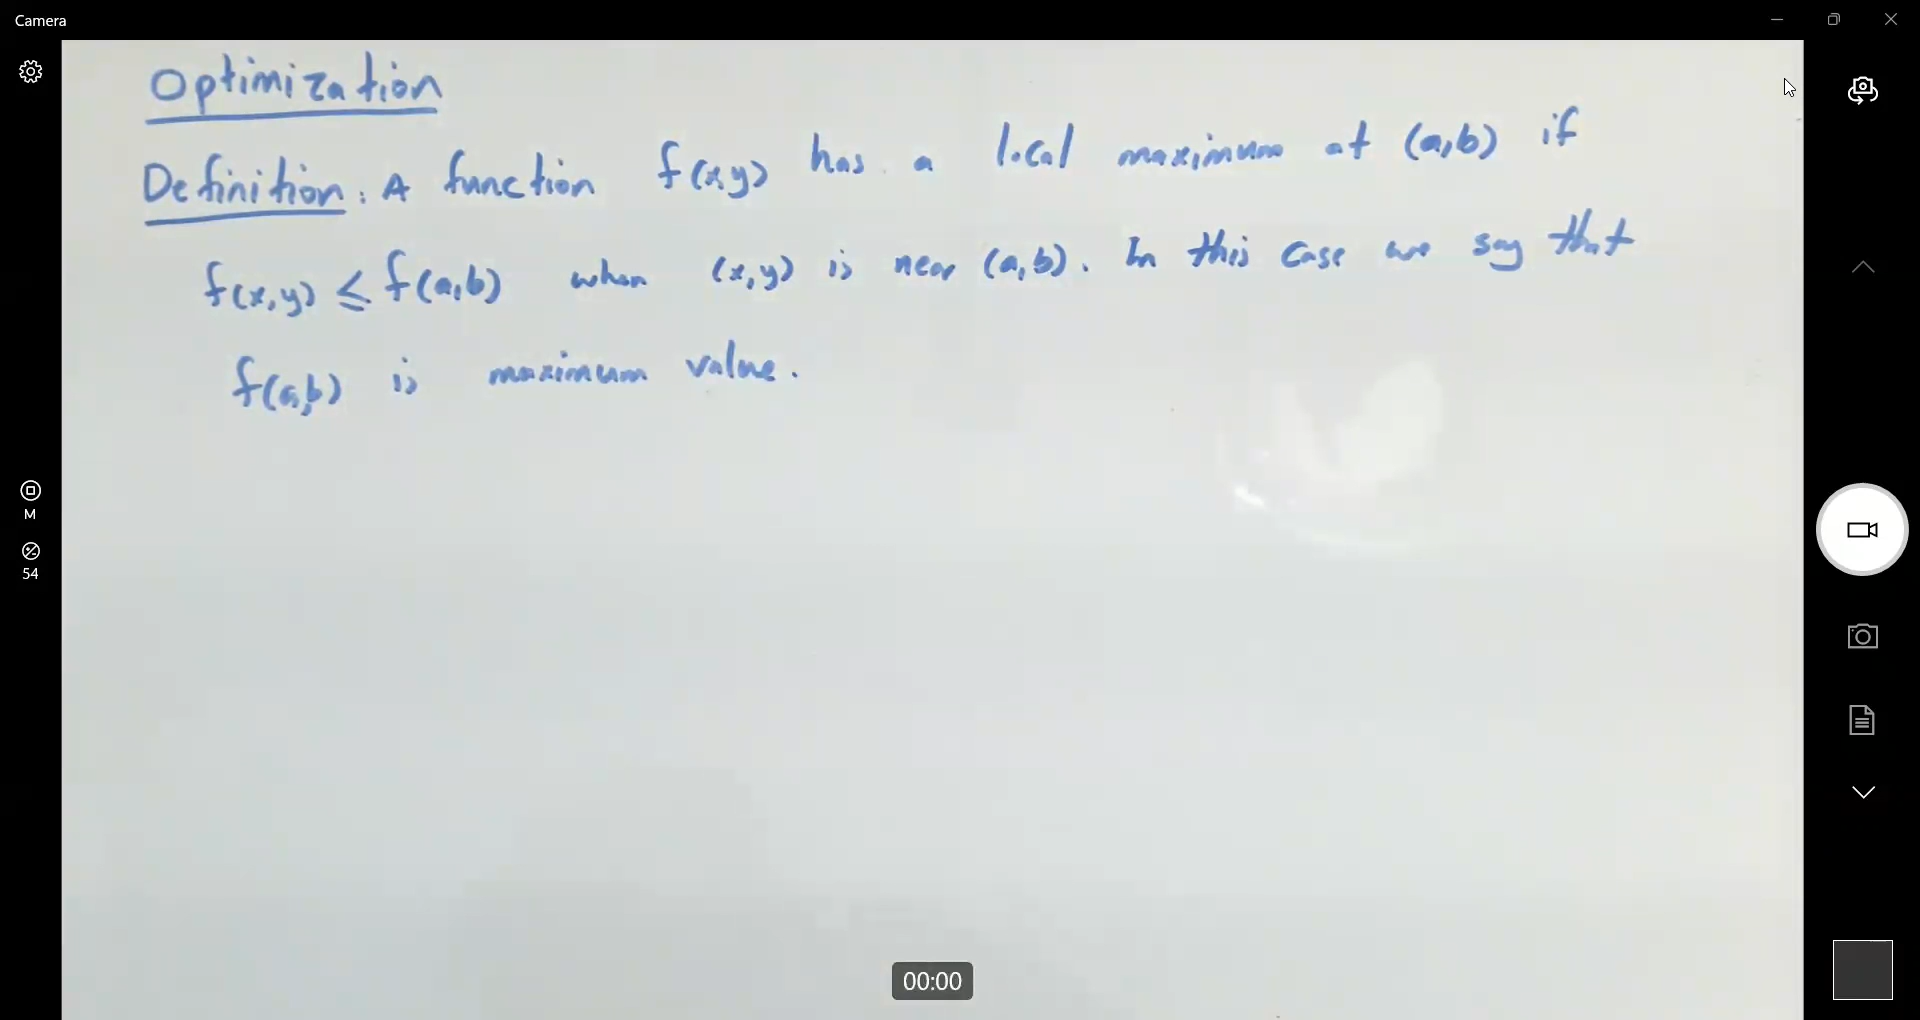 Camera
Optimization
Definition: A function f(x,y) has a local maximum at (a,b) if
f(x,y) ≤ f(a,b) when (x,y) is near (a,b). In this case we say that
f(a,b) is maximum value.
M
54
00:00